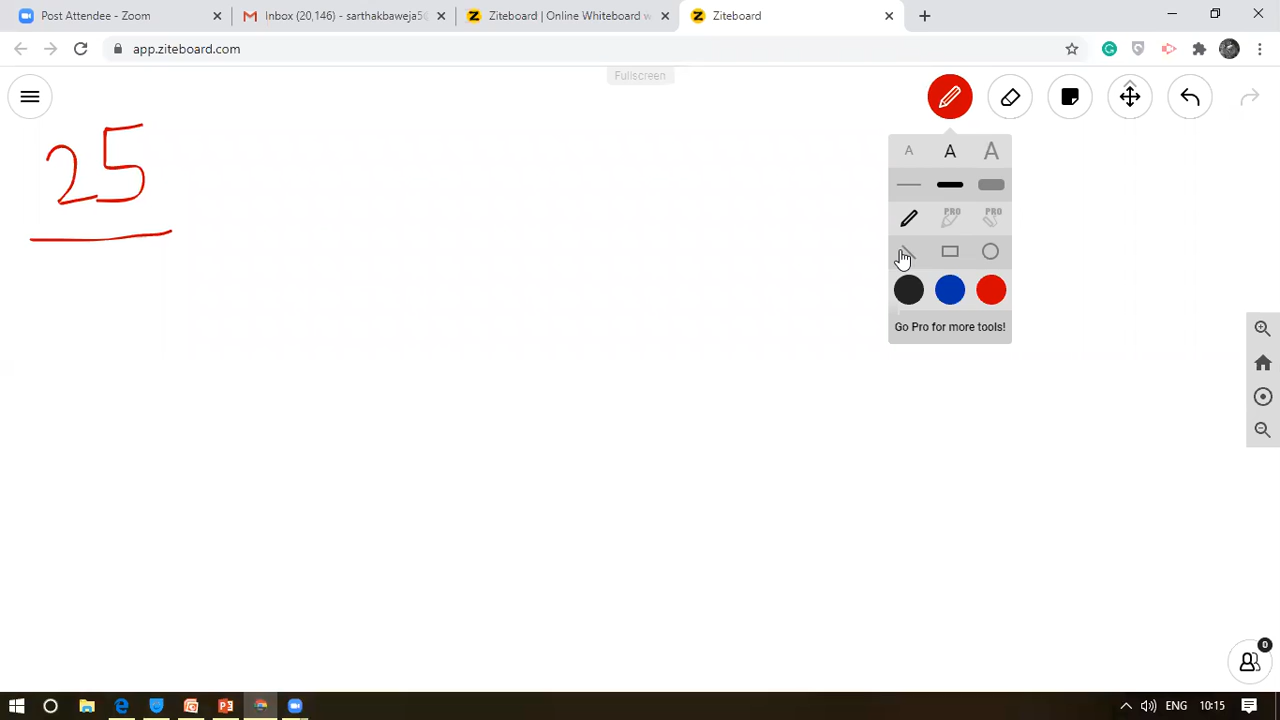 Post Attendee - Zoom
Inbox (20,146) - sarthakbaweja5
Ziteboard | Online Whiteboard w
Ziteboard
app.ziteboard.com
Fullscreen
25
A A A
PRO PRO
Go Pro for more tools!
0
ENG 10:15